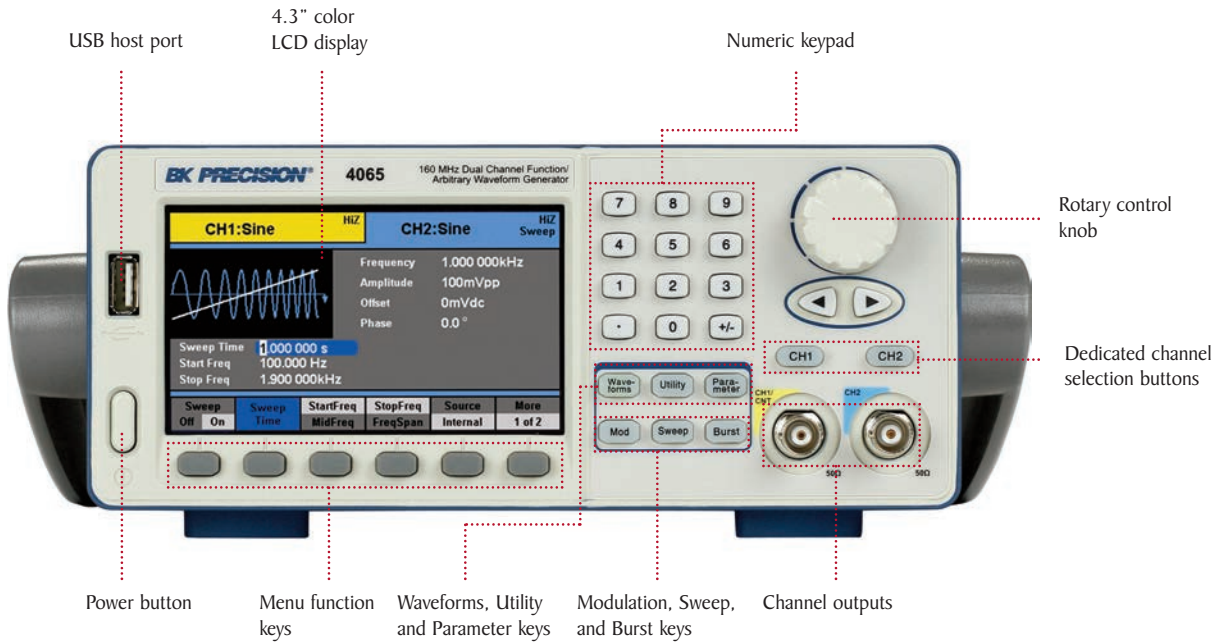 4.3" color
USB host port
LCD display
Numeric keypad
BK PRECISION®
4065
160 MHz Dual Channel Function/
Arbitrary Waveform Generator
CH1:Sine
HiZ
CH2:Sine
HiZ
Sweep
Frequency 1.000 000kHz
Amplitude 100mVpp
Offset 0mVdc
Phase 0.0 °
Sweep Time 1.000 000 s
Start Freq 100.000 Hz
Stop Freq 1.900 000kHz
Sweep
Off On
Sweep
Time
StartFreq
MidFreq
StopFreq
FreqSpan
Source
Internal
More
1 of 2
7 8 9
4 5 6
1 2 3
· 0 +/-
Rotary control
knob
CH1 CH2
Dedicated channel
selection buttons
Wave-
forms
Utility
Para-
meter
Mod Sweep Burst
CH1/
CNT
CH2
50Ω
50Ω
Power button
Menu function
keys
Waveforms, Utility
and Parameter keys
Modulation, Sweep,
and Burst keys
Channel outputs